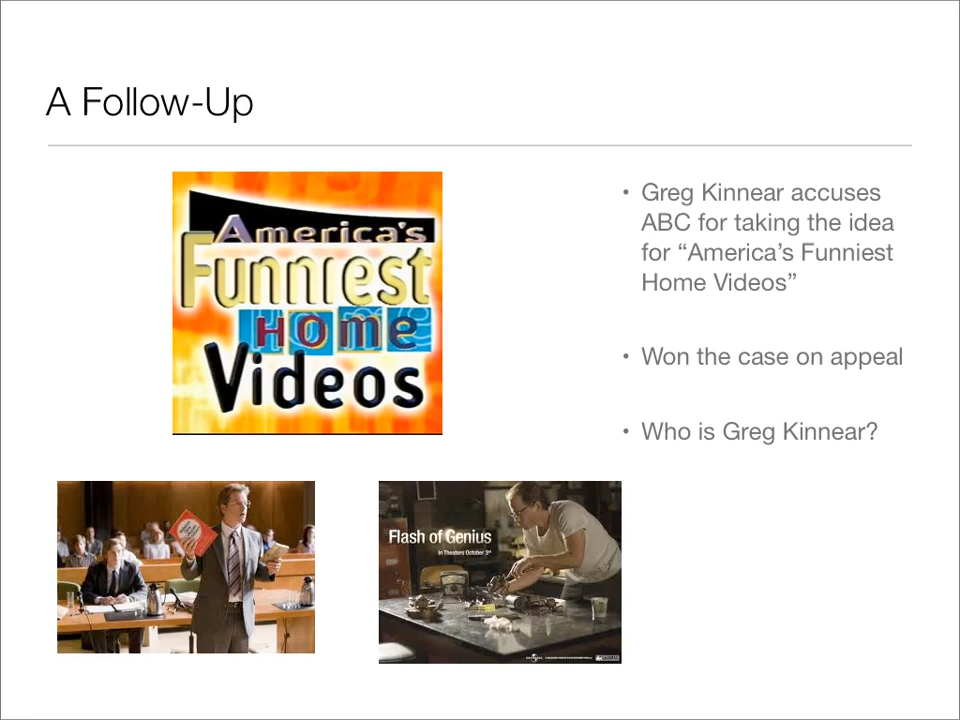 A Follow-Up
America's
Funniest
Home
Videos
• Greg Kinnear accuses
ABC for taking the idea
for “America’s Funniest
Home Videos”
• Won the case on appeal
• Who is Greg Kinnear?
Flash of Genius
In Theaters October 3rd